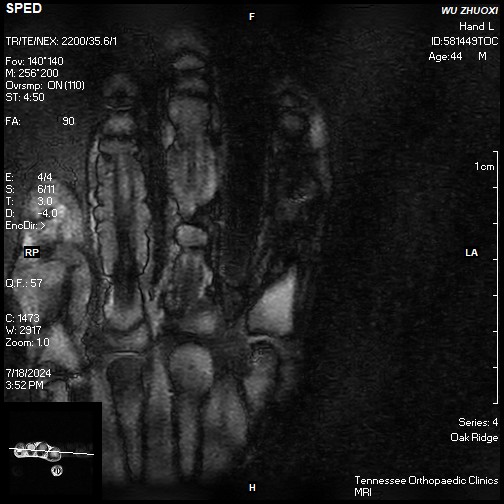 SPED
F
WU ZHUOXI
Hand L
TR/TE/NEX: 2200/35.6/1
ID:581449TOC
Age:44 M
Fov: 140*140
M: 256*200
Ovrsmp: ON (110)
ST: 4.50
FA: 90
1cm
E: 4/4
S: 6/11
T: 3.0
D: -4.0
EncDir:>
RP
LA
Q.F.: 57
C: 1473
W: 2917
Zoom: 1.0
7/18/2024
3:52 PM
Series: 4
Oak Ridge
H
Tennessee Orthopaedic Clinics
MRI